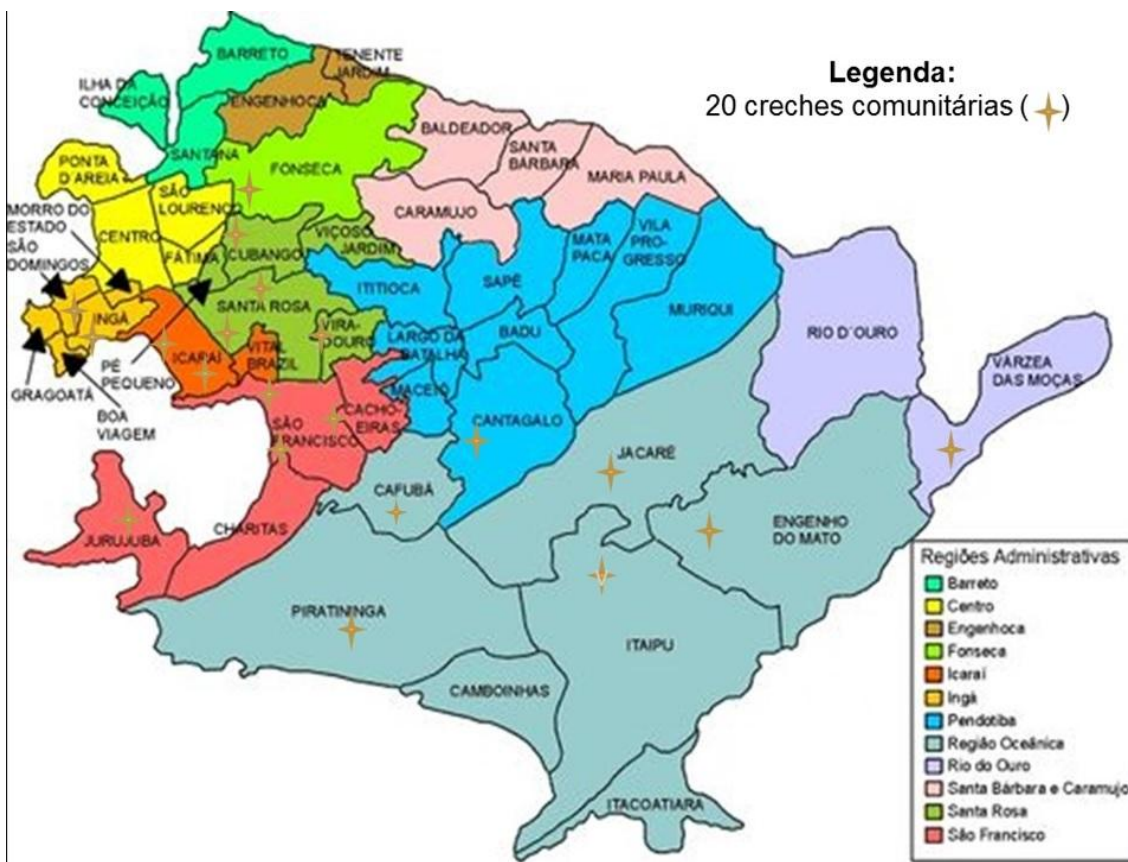 Legenda:
20 creches comunitárias ( )
BARRETO
TENENTE
JARDIM
ILHA DA
CONCEIÇÃO
ENGENHOCA
SANTANA
FONSECA
BALDEADOR
SANTA
BÁRBARA
MARIA PAULA
PONTA
D'AREIA
SÃO
LOURENÇO
MORRO DO
ESTADO
CENTRO
CARAMUJO
SÃO
DOMINGOS
FÁTIMA
CUBANGO
VIÇOSO
JARDIM
MATA
PACA
VILA
PRO-
GRESSO
ITITIOCA
SAPÊ
MURIQUI
INGÁ
SANTA ROSA
VIRA-
DOURO
LARGO DA
BATALHA
BADU
RIO D´OURO
VÁRZEA
DAS MOÇAS
GRAGOATÁ
PÉ
PEQUENO
ICARAÍ
VITAL
BRAZIL
MACEIÓ
BOA
VIAGEM
SÃO
FRANCISCO
CACHO-
EIRAS
CANTAGALO
JACARÉ
CAFUBÁ
JURUJUBA
CHARITAS
ENGENHO
DO MATO
PIRATININGA
ITAIPU
CAMBOINHAS
ITACOATIARA
Regiões Administrativas
Barreto
Centro
Engenhoca
Fonseca
Icaraí
Ingá
Pendotiba
Região Oceânica
Rio do Ouro
Santa Bárbara e Caramujo
Santa Rosa
São Francisco